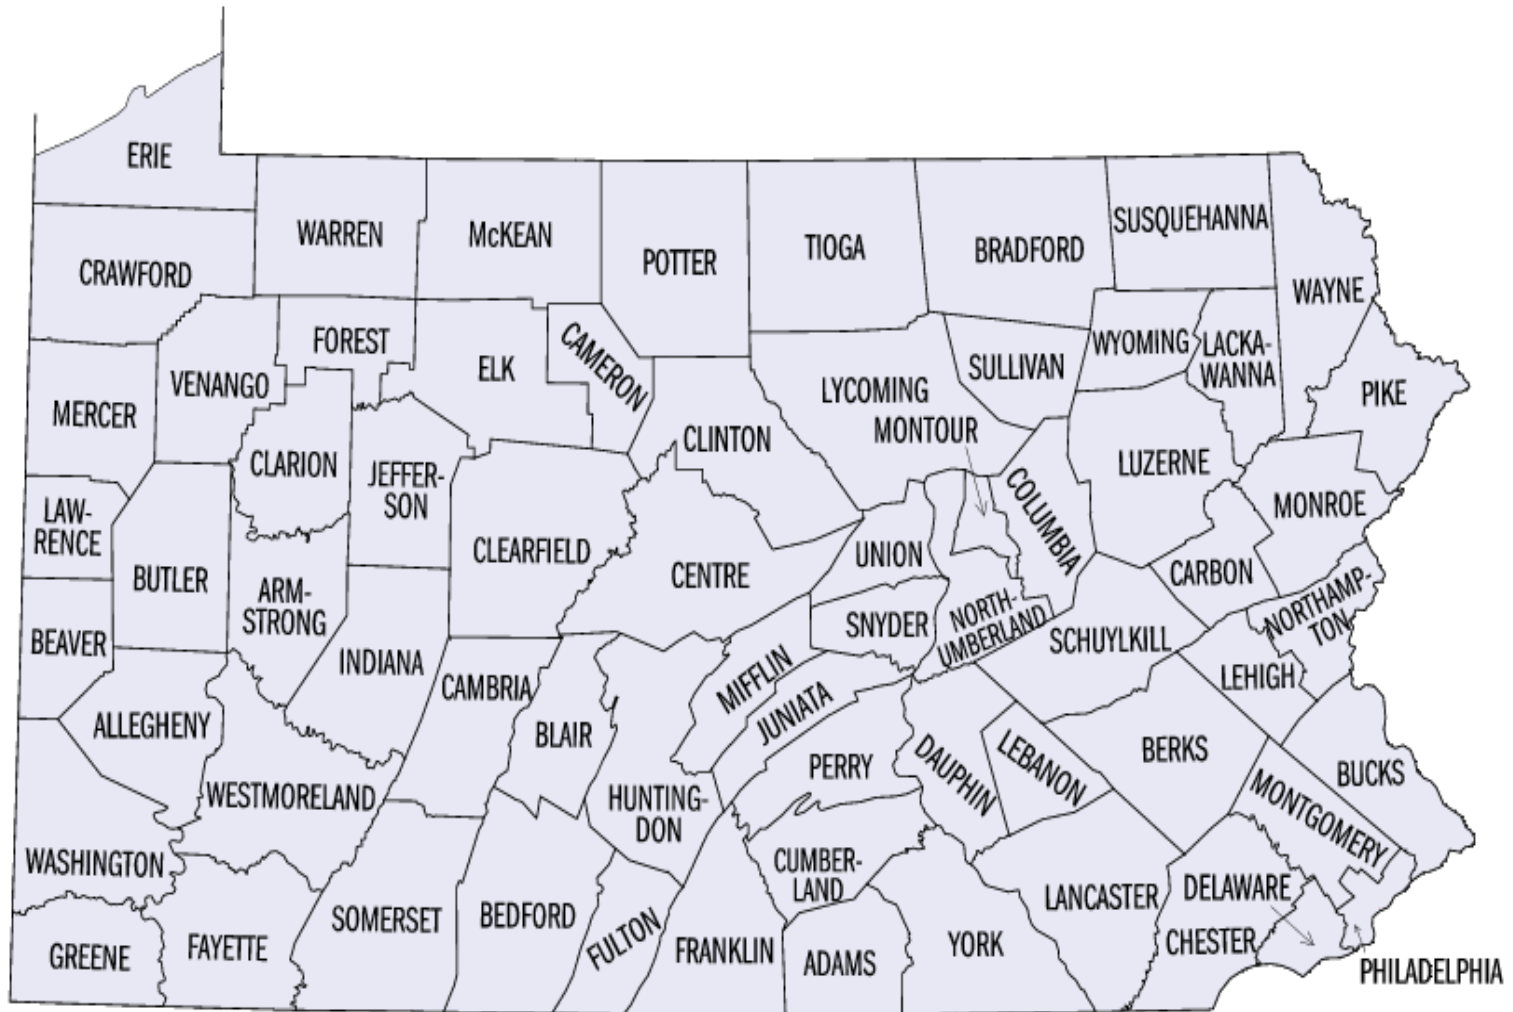 ERIE
WARREN
McKEAN
POTTER
TIOGA
BRADFORD
SUSQUEHANNA
WAYNE
CRAWFORD
FOREST
ELK
CAMERON
SULLIVAN
WYOMING
LACKA-
WANNA
PIKE
VENANGO
MERCER
LYCOMING
MONTOUR
CLINTON
CLARION
JEFFER-
SON
LUZERNE
MONROE
COLUMBIA
LAW-
RENCE
BUTLER
CLEARFIELD
CENTRE
UNION
CARBON
ARM-
STRONG
SNYDER
NORTH-
UMBERLAND
SCHUYLKILL
NORTHAMP-
TON
BEAVER
INDIANA
CAMBRIA
MIFFLIN
JUNIATA
LEHIGH
ALLEGHENY
BLAIR
PERRY
DAUPHIN
LEBANON
BERKS
BUCKS
WESTMORELAND
HUNTING-
DON
MONTGOMERY
WASHINGTON
CUMBER-
LAND
LANCASTER
DELAWARE
SOMERSET
BEDFORD
FULTON
FRANKLIN
ADAMS
YORK
CHESTER
GREENE
FAYETTE
PHILADELPHIA